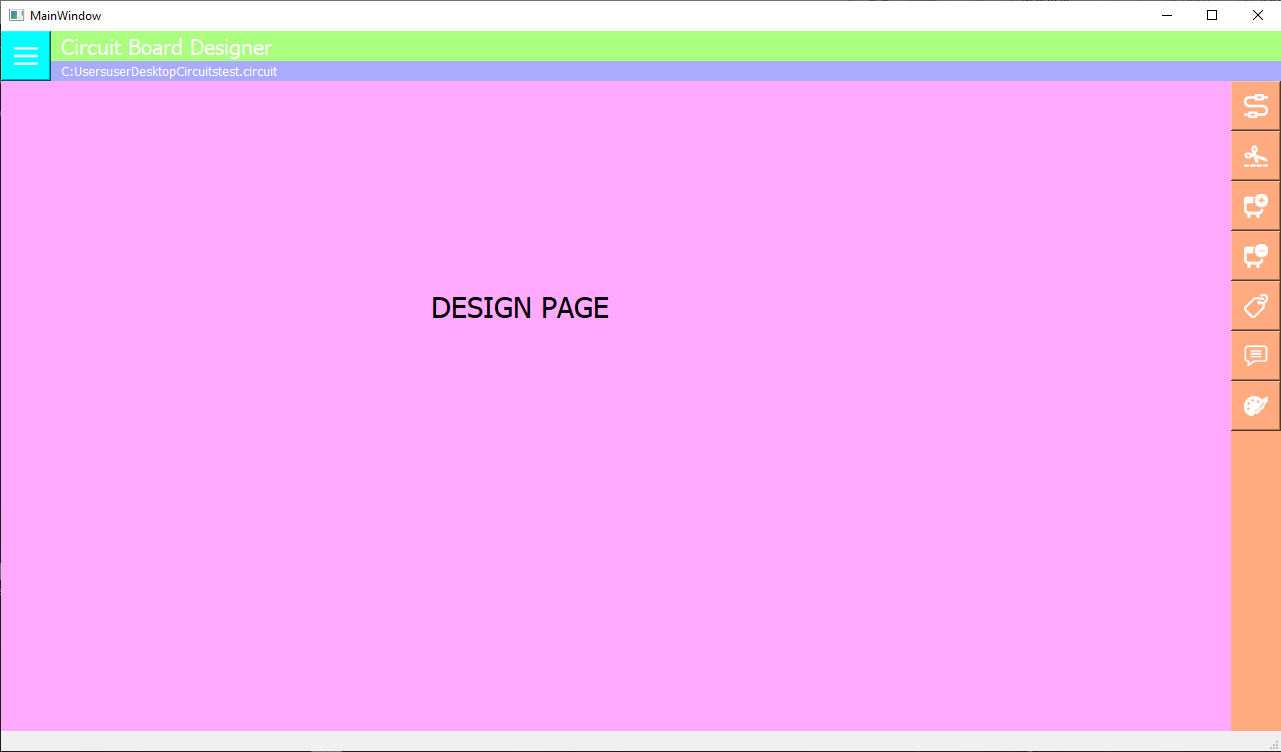 MainWindow
Circuit Board Designer
C:UsersuserDesktopCircuitstest.circuit
DESIGN PAGE